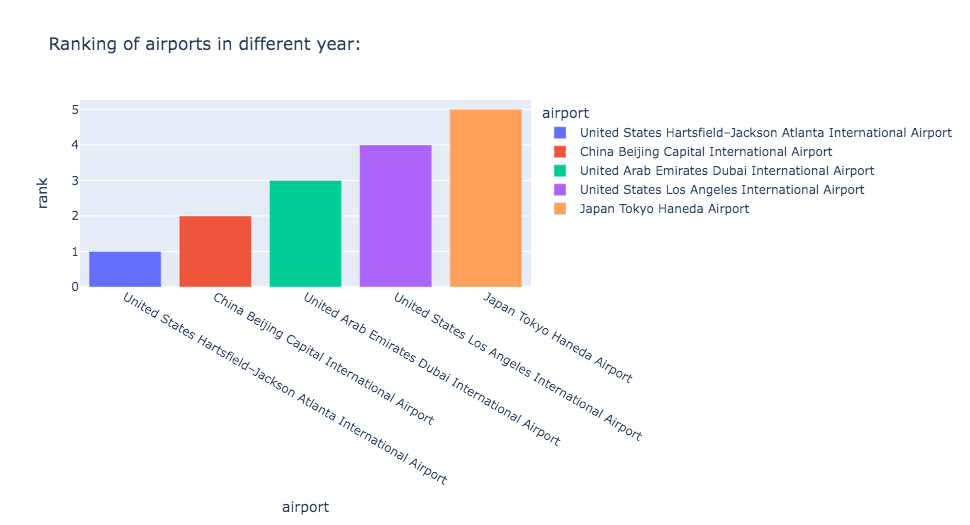 Ranking of airports in different year:
rank
5
4
3
2
1
0
United States Hartsfield–Jackson Atlanta International Airport
China Beijing Capital International Airport
United Arab Emirates Dubai International Airport
United States Los Angeles International Airport
Japan Tokyo Haneda Airport
airport
airport
United States Hartsfield–Jackson Atlanta International Airport
China Beijing Capital International Airport
United Arab Emirates Dubai International Airport
United States Los Angeles International Airport
Japan Tokyo Haneda Airport